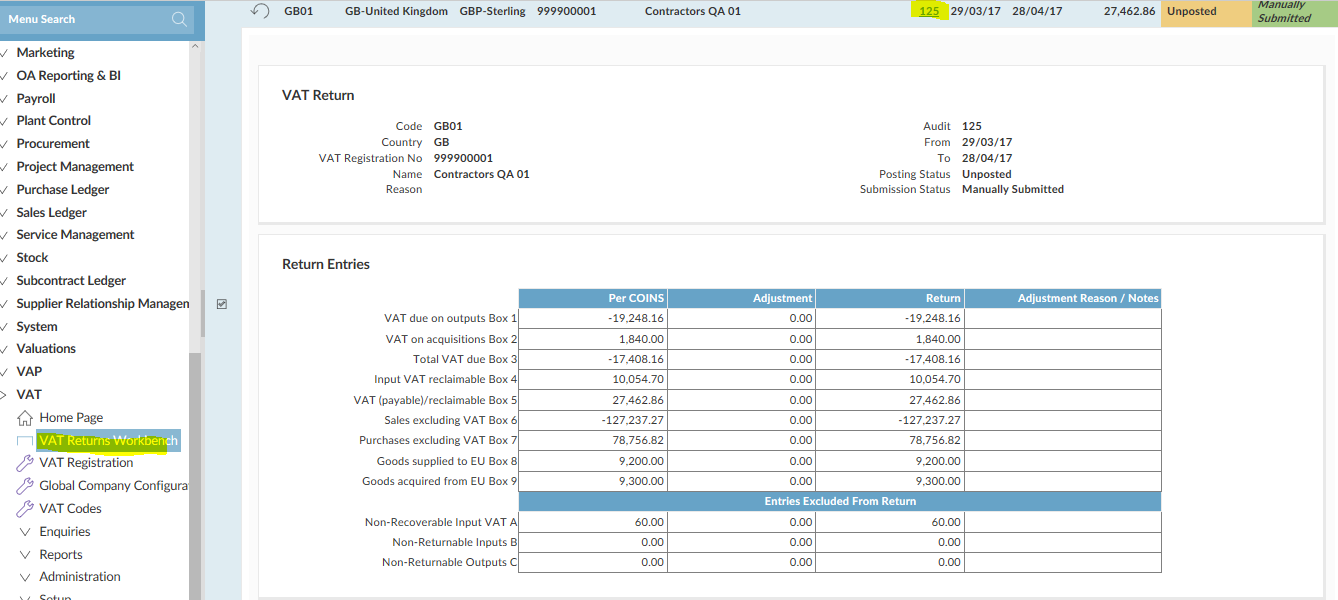 Menu Search
Marketing
OA Reporting & BI
Payroll
Plant Control
Procurement
Project Management
Purchase Ledger
Sales Ledger
Service Management
Stock
Subcontract Ledger
Supplier Relationship Managen
System
Valuations
VAP
VAT
Home Page
VAT Returns Workbench
VAT Registration
Global Company Configura
VAT Codes
Enquiries
Reports
Administration
Setup
GB01 GB-United Kingdom GBP-Sterling 999900001 Contractors QA 01 125 29/03/17 28/04/17 27,462.86 Unposted Manually
Submitted
VAT Return
Code GB01 Audit 125
Country GB From 29/03/17
VAT Registration No 999900001 To 28/04/17
Name Contractors QA 01 Posting Status Unposted
Reason Submission Status Manually Submitted
Return Entries
Per COINS Adjustment Return Adjustment Reason / Notes
VAT due on outputs Box 1 -19,248.16 0.00 -19,248.16
VAT on acquisitions Box 2 1,840.00 0.00 1,840.00
Total VAT due Box 3 -17,408.16 0.00 -17,408.16
Input VAT reclaimable Box 4 10,054.70 0.00 10,054.70
VAT (payable)/reclaimable Box 5 27,462.86 0.00 27,462.86
Sales excluding VAT Box 6 -127,237.27 0.00 -127,237.27
Purchases excluding VAT Box 7 78,756.82 0.00 78,756.82
Goods supplied to EU Box 8 9,200.00 0.00 9,200.00
Goods acquired from EU Box 9 9,300.00 0.00 9,300.00
Entries Excluded From Return
Non-Recoverable Input VAT A 60.00 0.00 60.00
Non-Returnable Inputs B 0.00 0.00 0.00
Non-Returnable Outputs C 0.00 0.00 0.00